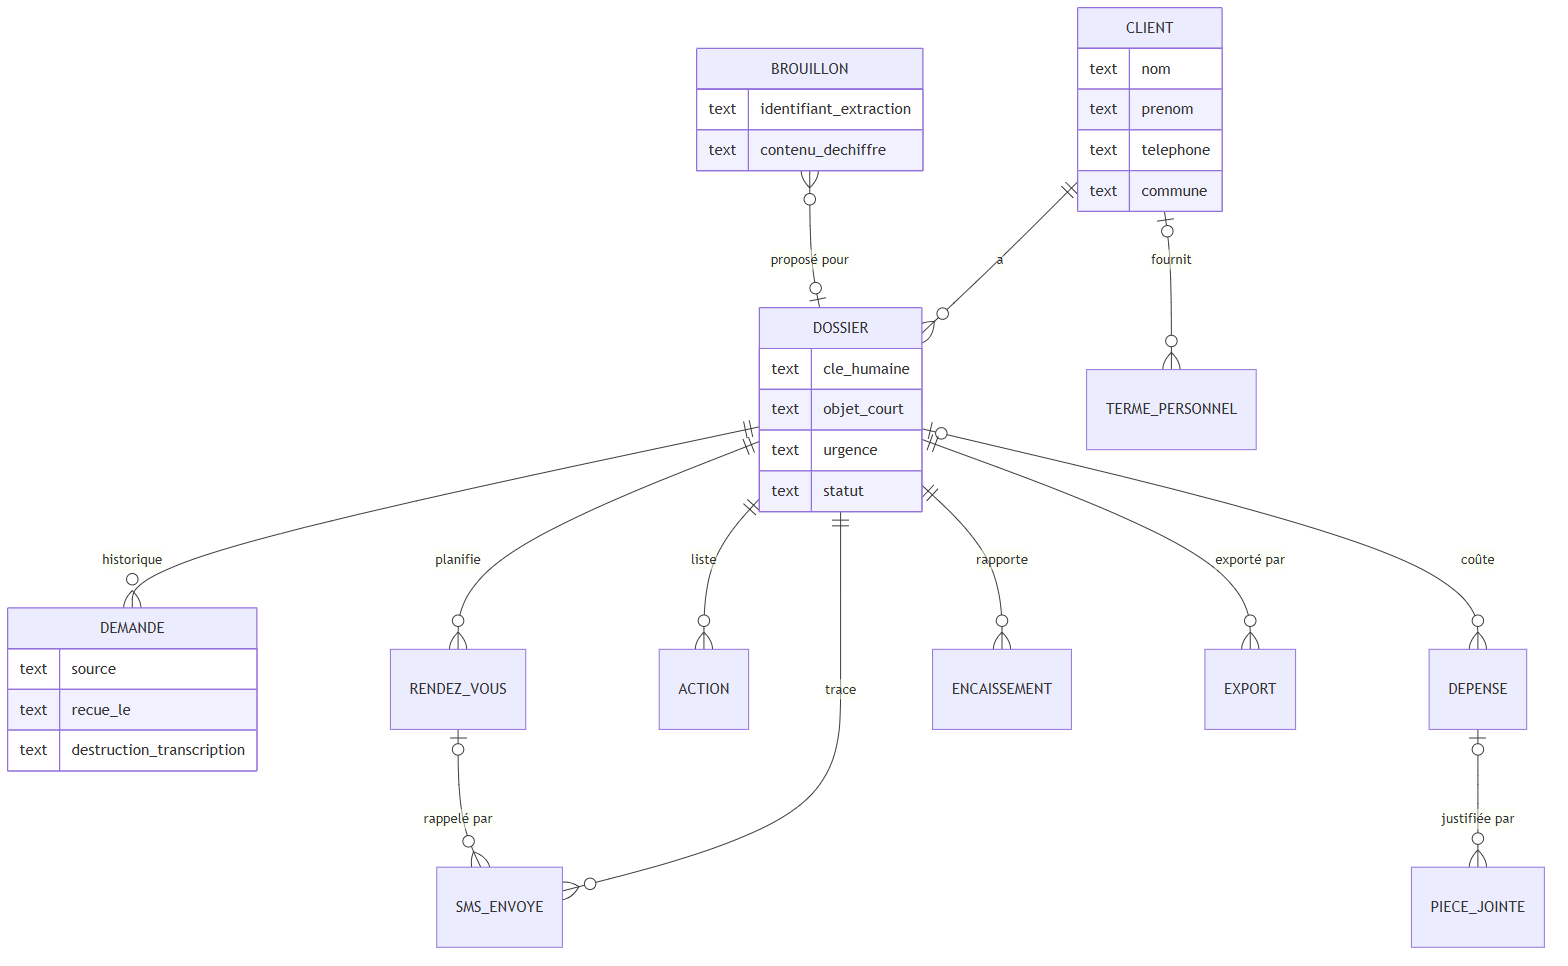 CLIENT
text nom
text prenom
text telephone
text commune
BROUILLON
text identifiant_extraction
text contenu_dechiffre
proposé pour
a
fournit
DOSSIER
text cle_humaine
text objet_court
text urgence
text statut
TERME_PERSONNEL
historique
planifie
liste
rapporte
exporté par
coûte
DEMANDE
text source
text recue_le
text destruction_transcription
RENDEZ_VOUS
ACTION
trace
ENCAISSEMENT
EXPORT
DEPENSE
rappelé par
justifiée par
SMS_ENVOYE
PIECE_JOINTE